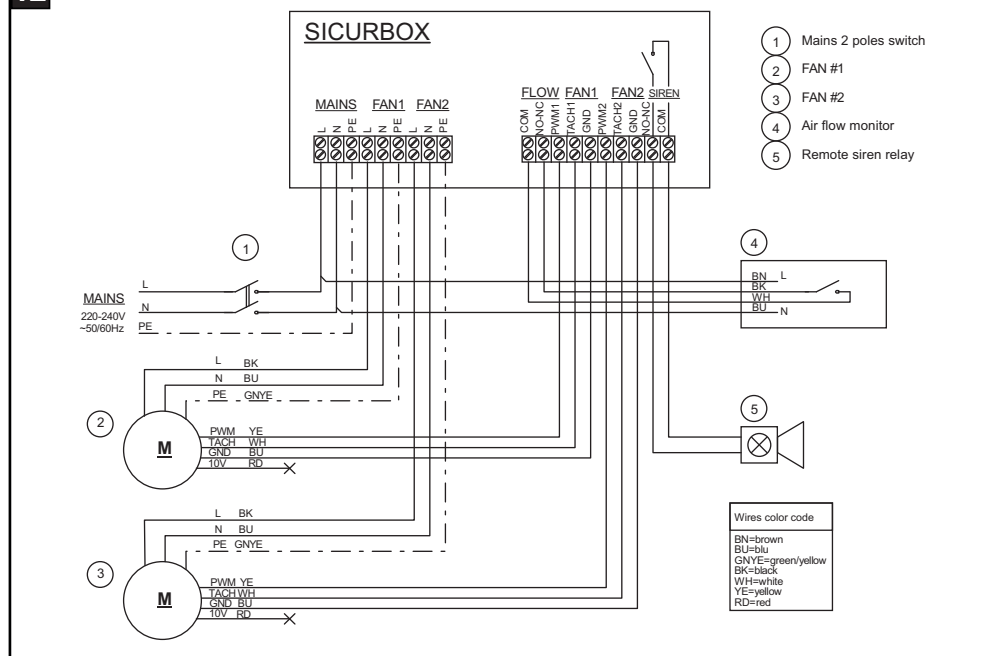 12
SICURBOX
MAINS FAN1 FAN2
L N PE L N PE L N PE
FLOW FAN1 FAN2 SIREN
COM NO-NC PWM1 TACH1 GND PWM2 TACH2 GND NO-NC COM
1 Mains 2 poles switch
2 FAN #1
3 FAN #2
4 Air flow monitor
5 Remote siren relay
1
MAINS
220-240V
~50/60Hz
L
N
PE
4
BN L
BK
WH
BU N
L BK
N BU
PE GNYE
2
M
PWM YE
TACH WH
GND BU
10V RD
5
L BK
N BU
PE GNYE
3
M
PWM YE
TACH WH
GND BU
10V RD
Wires color code
BN=brown
BU=blu
GNYE=green/yellow
BK=black
WH=white
YE=yellow
RD=red